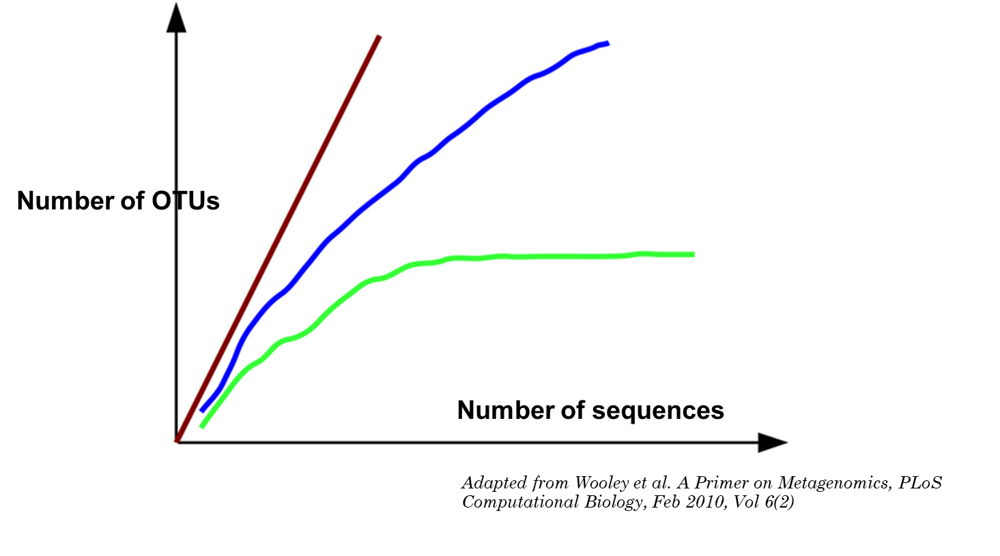 Number of OTUs
Number of sequences
Adapted from Wooley et al. A Primer on Metagenomics, PLoS
Computational Biology, Feb 2010, Vol 6(2)